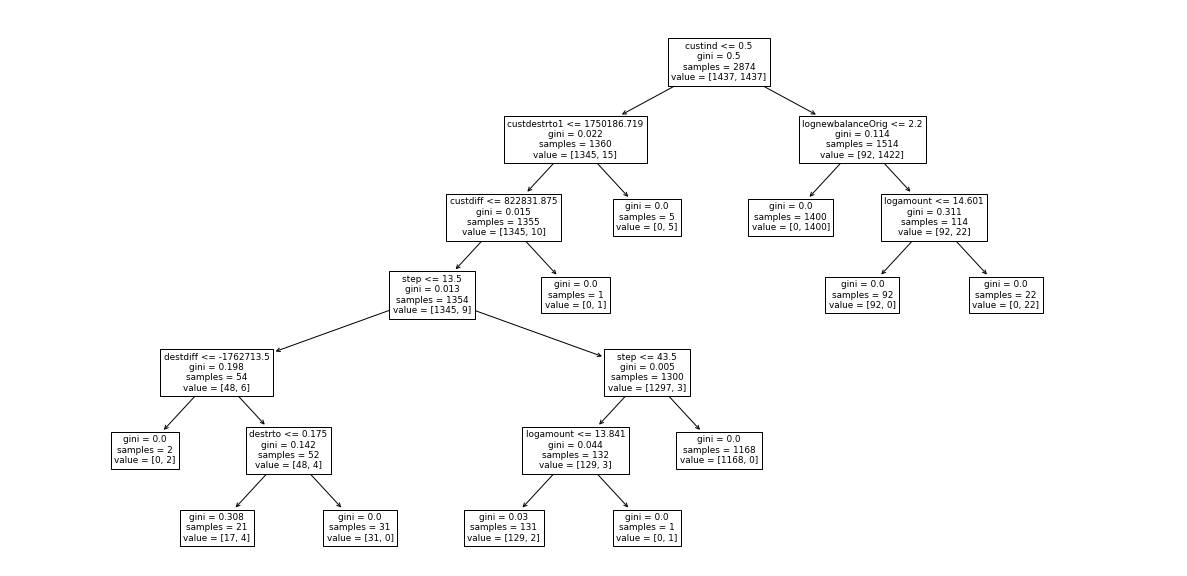 custind <= 0.5
gini = 0.5
samples = 2874
value = [1437, 1437]
custdestrto1 <= 1750186.719
gini = 0.022
samples = 1360
value = [1345, 15]
lognewbalanceOrig <= 2.2
gini = 0.114
samples = 1514
value = [92, 1422]
custdiff <= 822831.875
gini = 0.015
samples = 1355
value = [1345, 10]
gini = 0.0
samples = 5
value = [0, 5]
gini = 0.0
samples = 1400
value = [0, 1400]
logamount <= 14.601
gini = 0.311
samples = 114
value = [92, 22]
step <= 13.5
gini = 0.013
samples = 1354
value = [1345, 9]
gini = 0.0
samples = 1
value = [0, 1]
gini = 0.0
samples = 92
value = [92, 0]
gini = 0.0
samples = 22
value = [0, 22]
destdiff <= -1762713.5
gini = 0.198
samples = 54
value = [48, 6]
step <= 43.5
gini = 0.005
samples = 1300
value = [1297, 3]
gini = 0.0
samples = 2
value = [0, 2]
destrto <= 0.175
gini = 0.142
samples = 52
value = [48, 4]
logamount <= 13.841
gini = 0.044
samples = 132
value = [129, 3]
gini = 0.0
samples = 1168
value = [1168, 0]
gini = 0.308
samples = 21
value = [17, 4]
gini = 0.0
samples = 31
value = [31, 0]
gini = 0.03
samples = 131
value = [129, 2]
gini = 0.0
samples = 1
value = [0, 1]